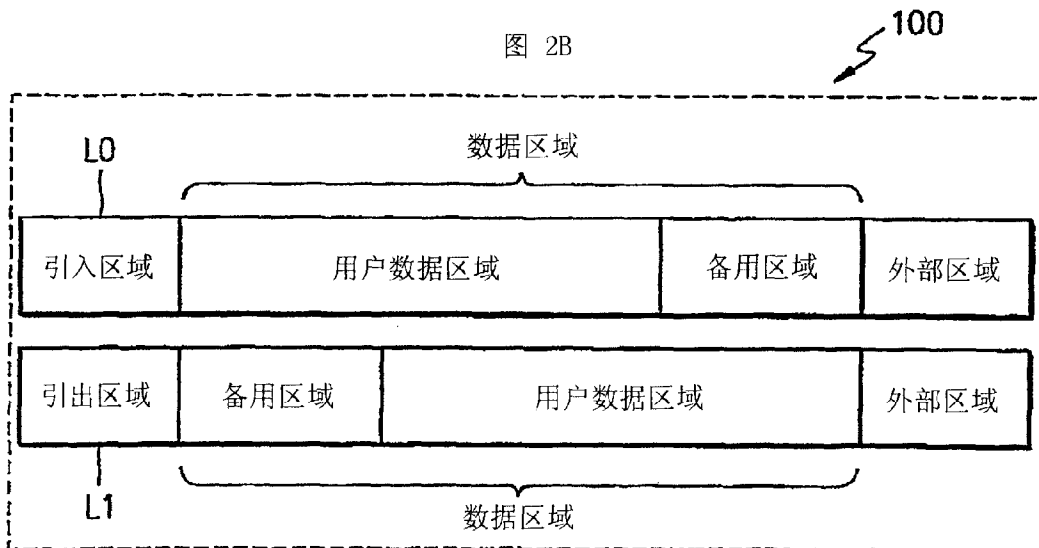 图 2B
100
L0
数据区域
引入区域 用户数据区域 备用区域 外部区域
引出区域 备用区域 用户数据区域 外部区域
L1
数据区域